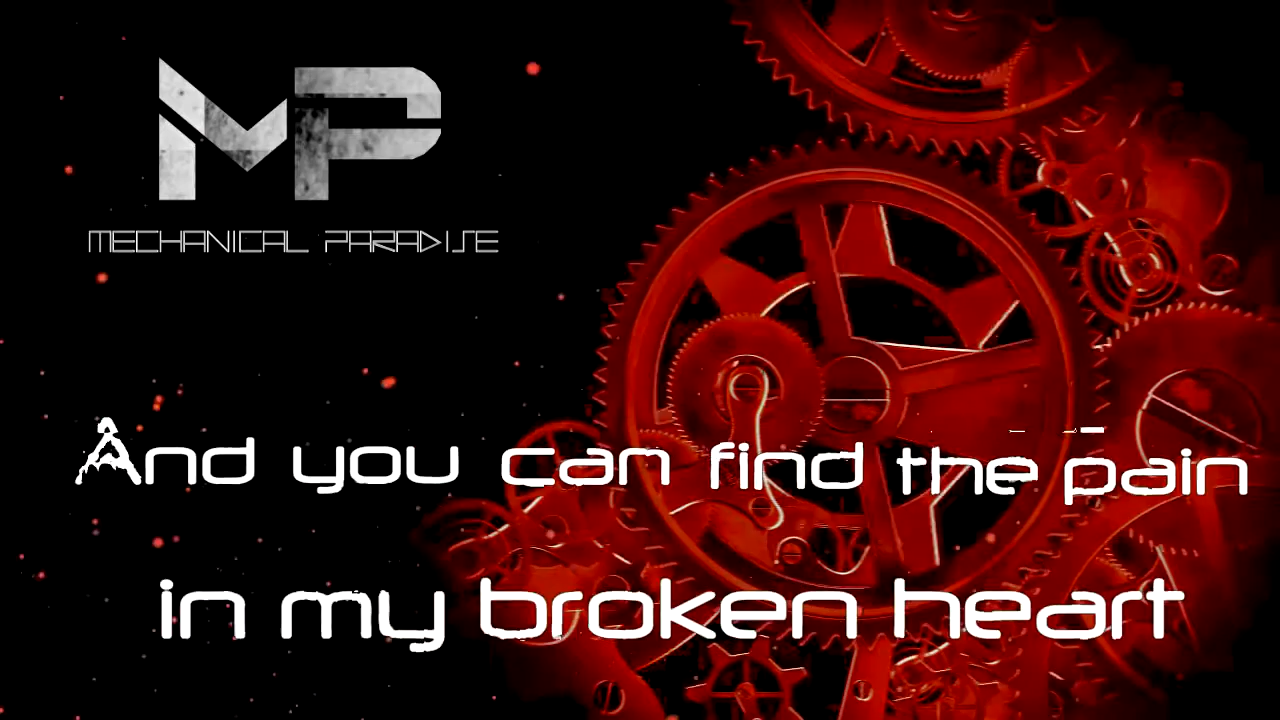 MP
MECHANICAL PARADISE
And you can find the pain
in my broken heart